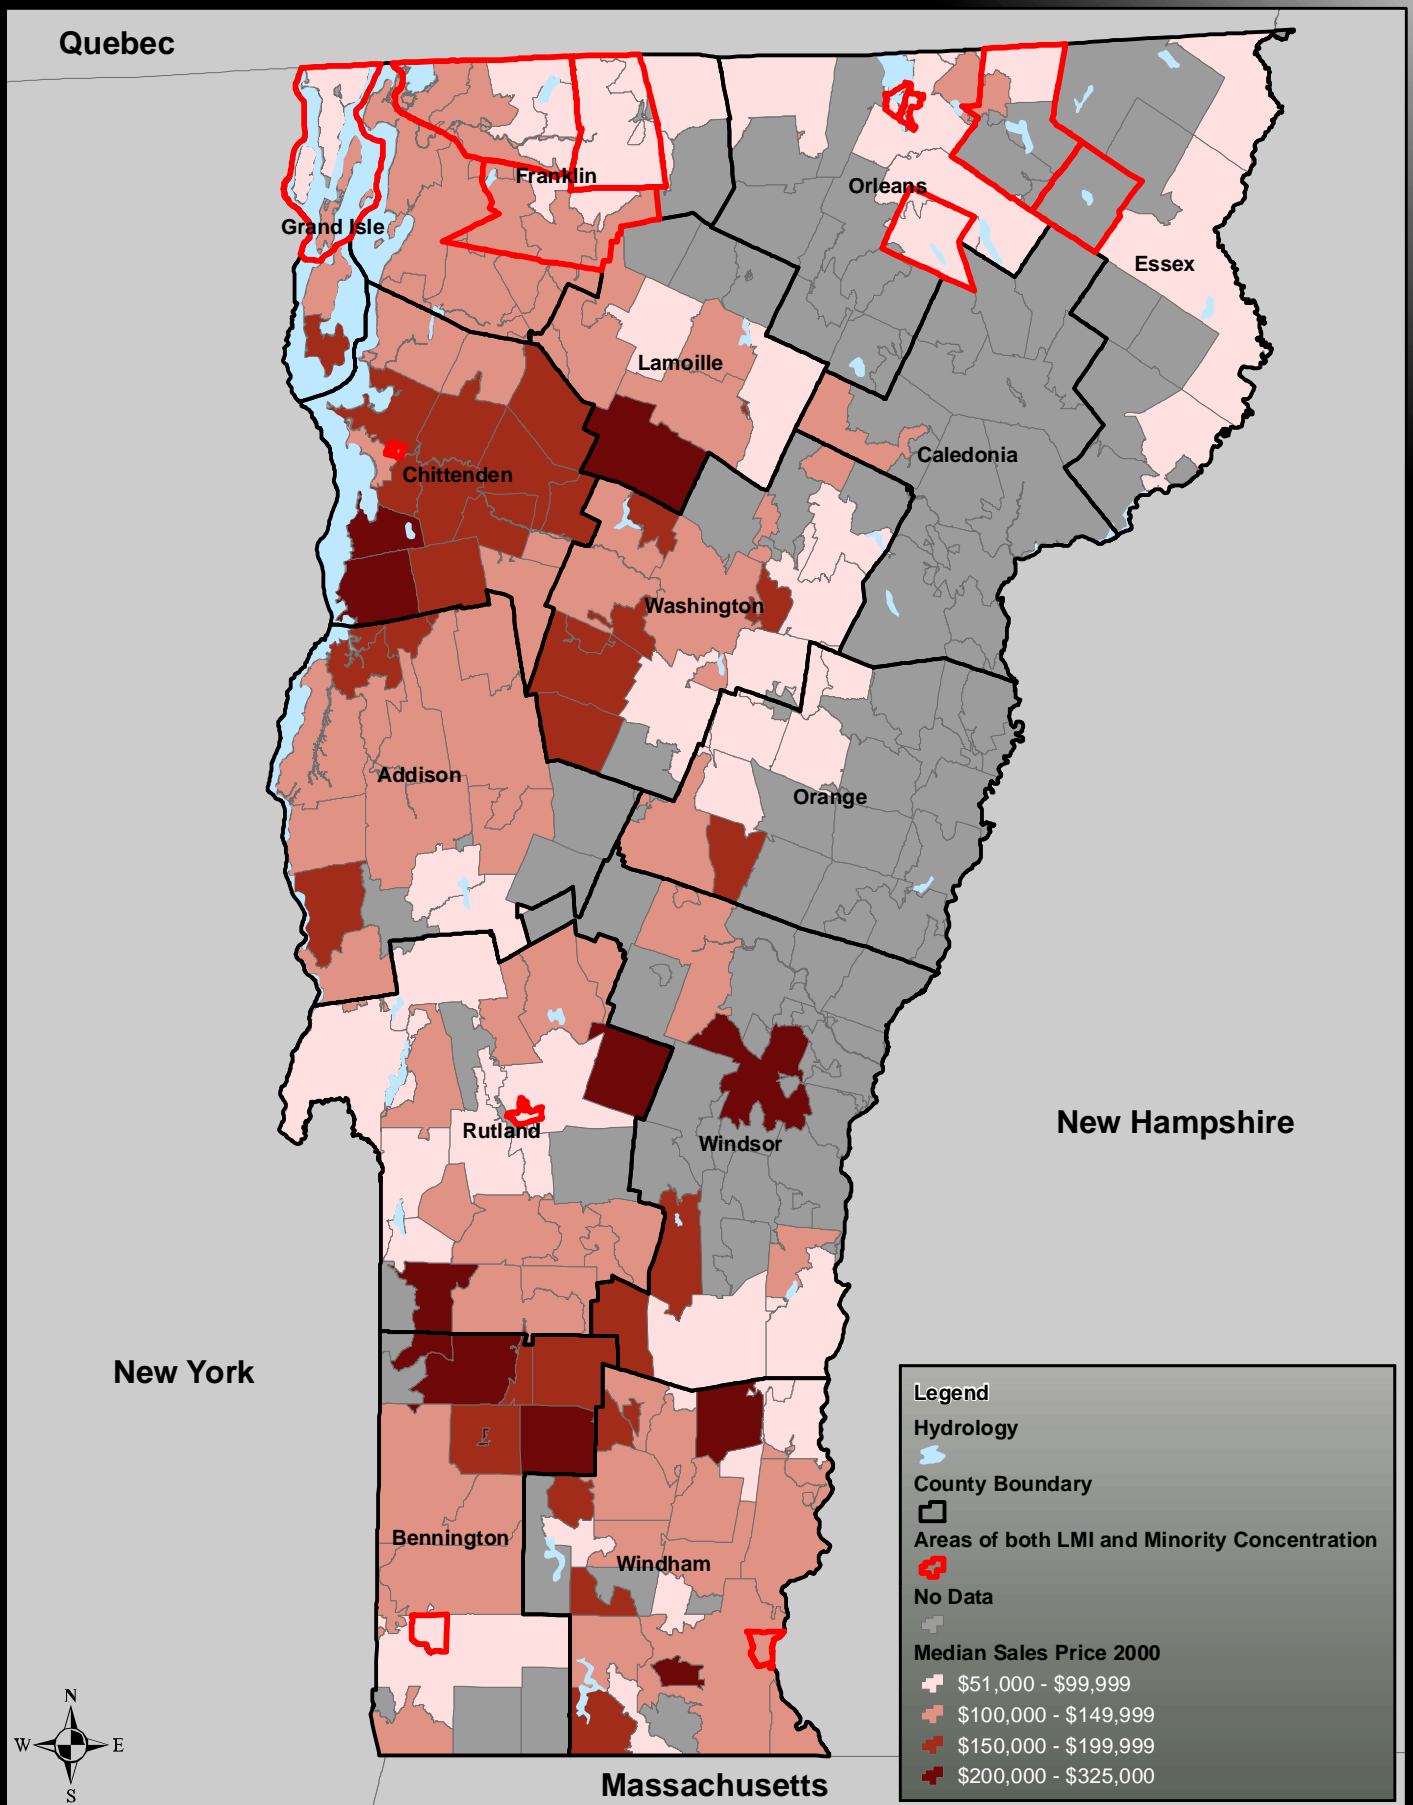 Quebec
Franklin
Orleans
Grand Isle
Essex
Lamoille
Caledonia
Chittenden
Washington
Addison
Orange
New Hampshire
Rutland
Windsor
New York
Bennington
Windham
Massachusetts
N
W
E
S
Legend
Hydrology
County Boundary
Areas of both LMI and Minority Concentration
No Data
Median Sales Price 2000
$51,000 - $99,999
$100,000 - $149,999
$150,000 - $199,999
$200,000 - $325,000